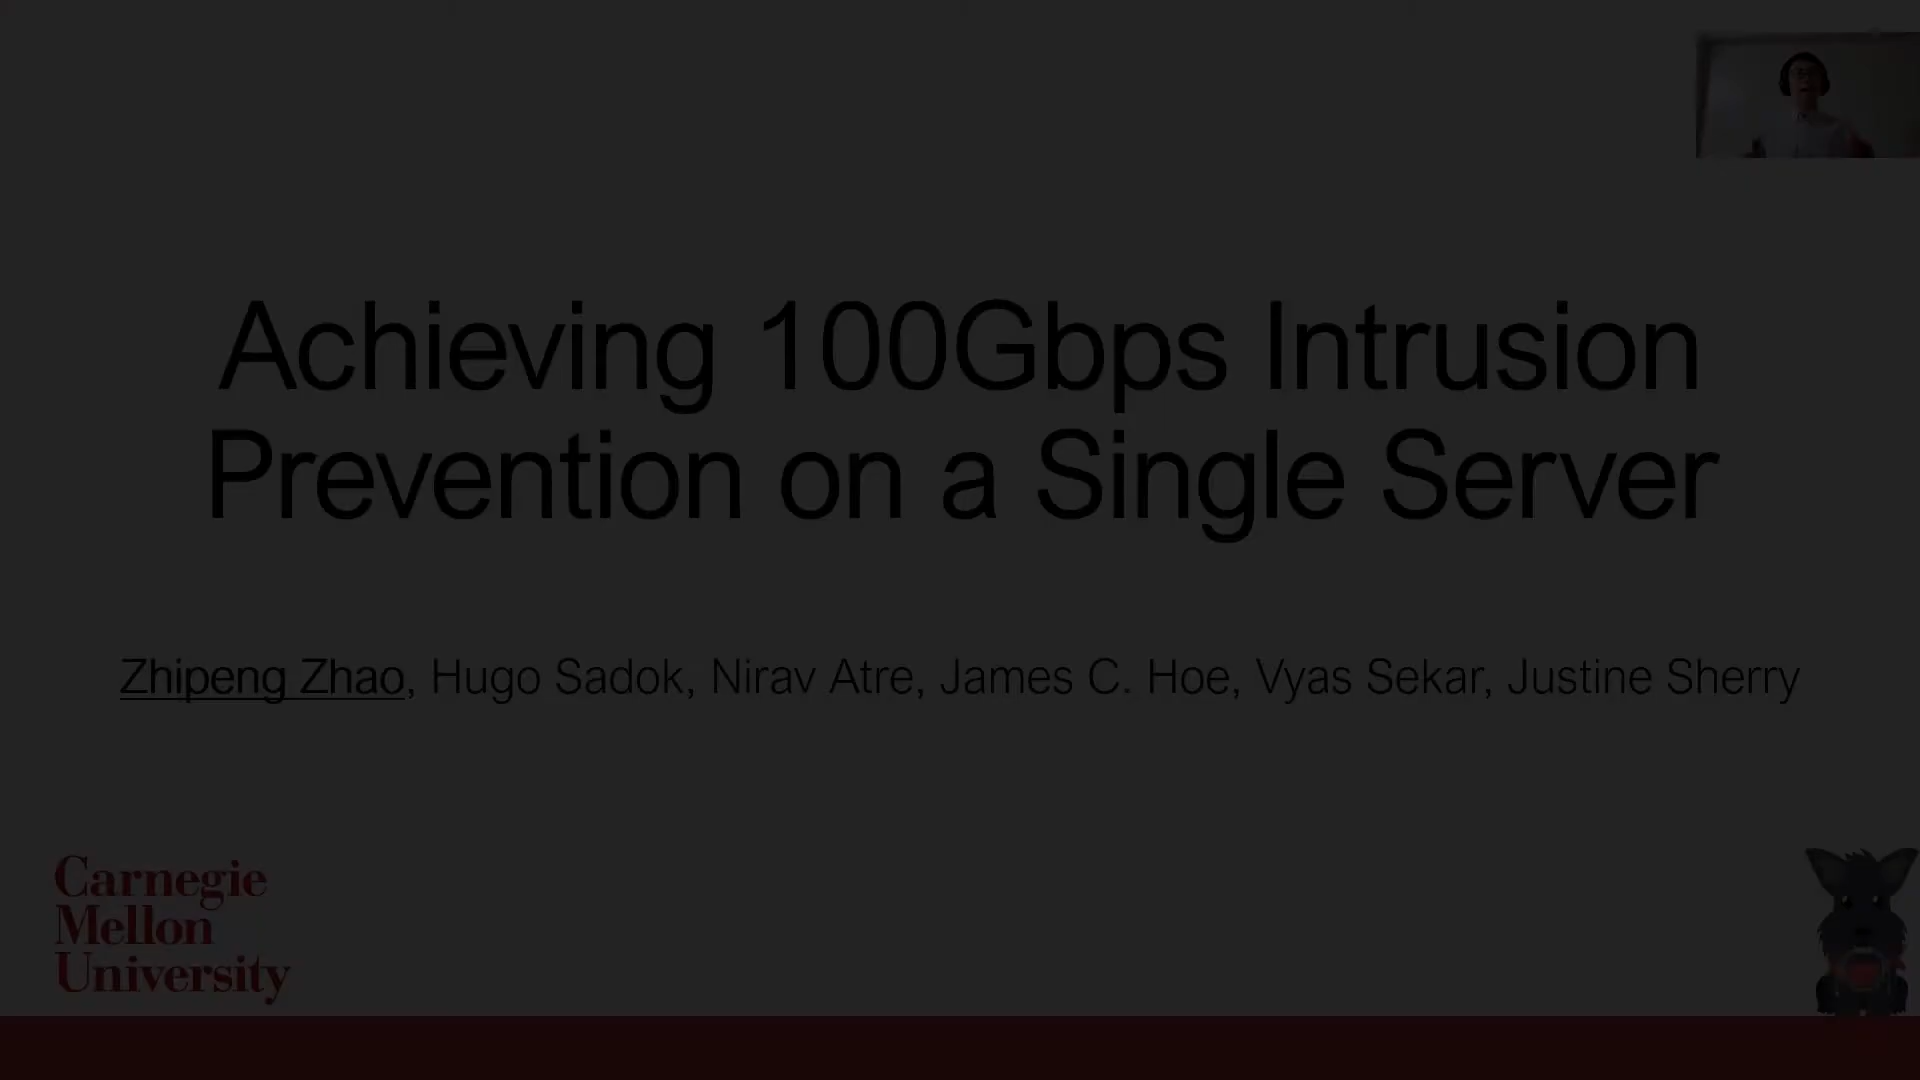 Achieving 100Gbps Intrusion
Prevention on a Single Server
Zhipeng Zhao, Hugo Sadok, Nirav Atre, James C. Hoe, Vyas Sekar, Justine Sherry
Carnegie
Mellon
University